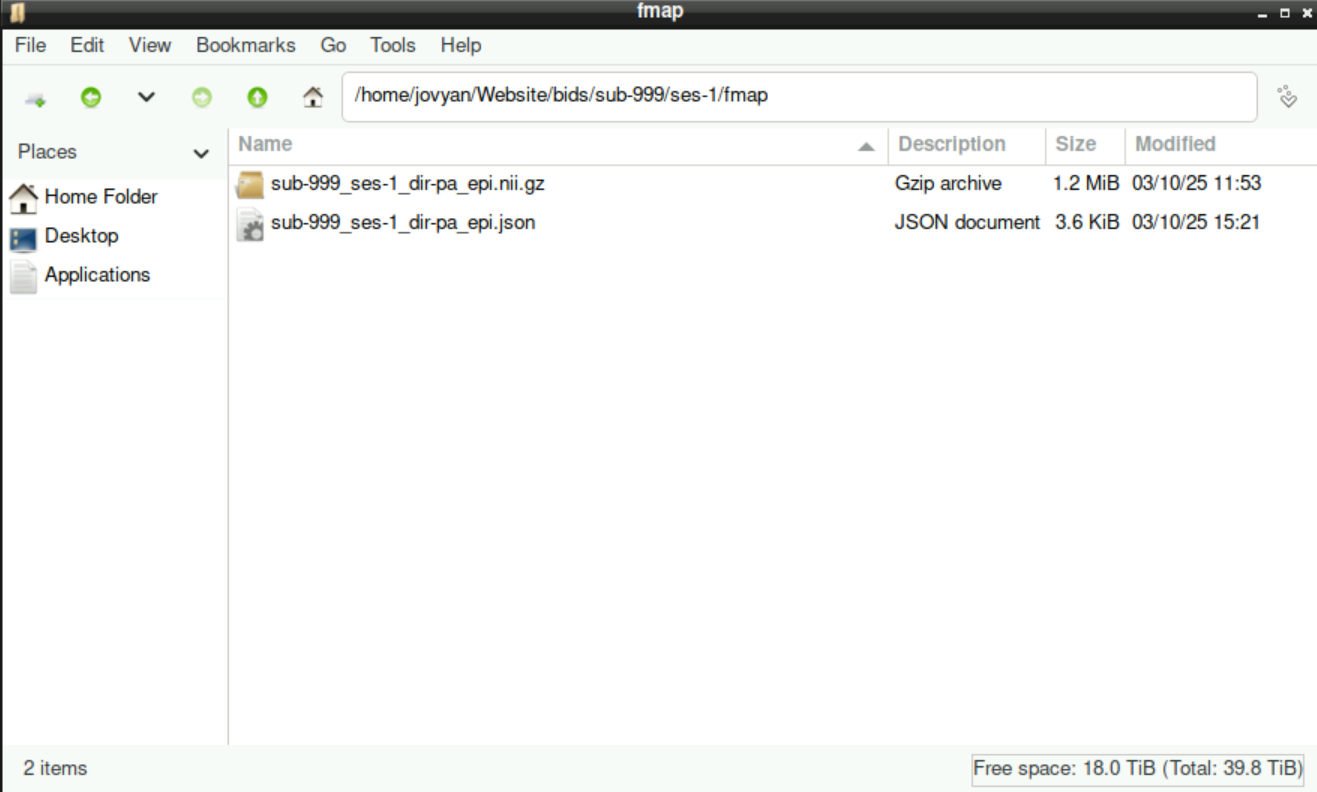 fmap
File Edit View Bookmarks Go Tools Help
/home/jovyan/Website/bids/sub-999/ses-1/fmap
Places
Home Folder
Desktop
Applications
Name Description Size Modified
sub-999_ses-1_dir-pa_epi.nii.gz Gzip archive 1.2 MiB 03/10/25 11:53
sub-999_ses-1_dir-pa_epi.json JSON document 3.6 KiB 03/10/25 15:21
2 items
Free space: 18.0 TiB (Total: 39.8 TiB)